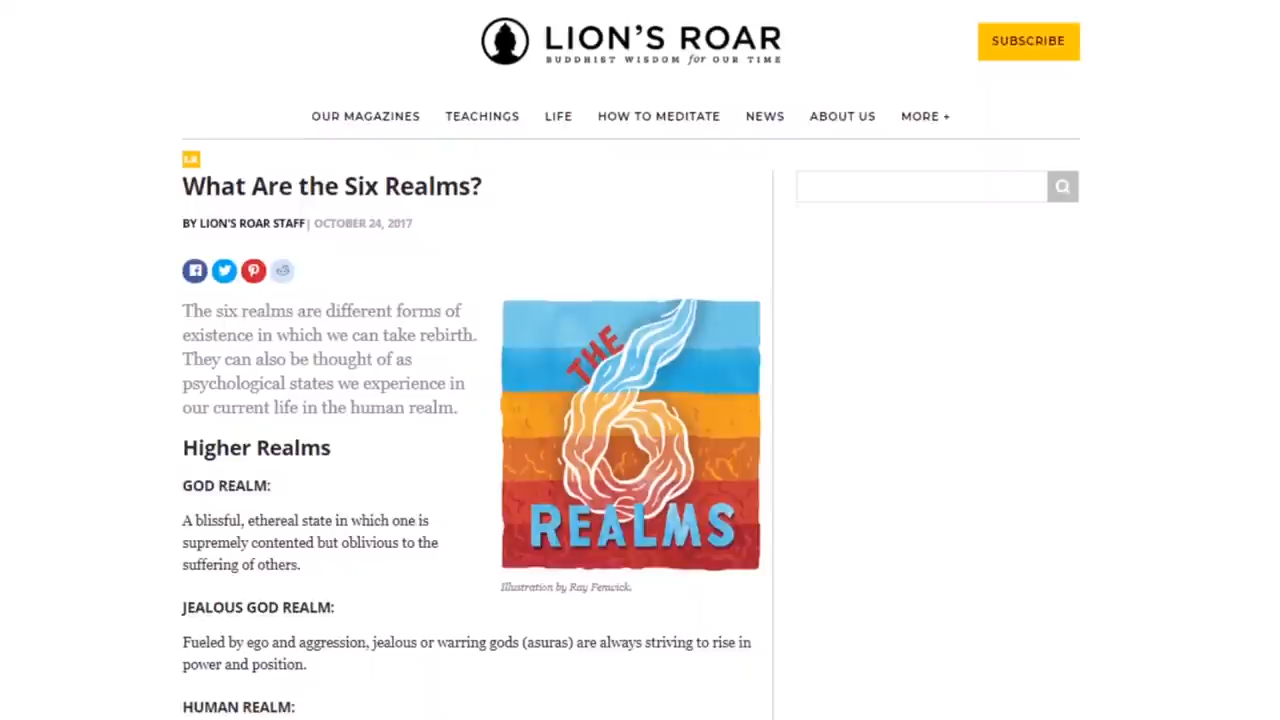 LION'S ROAR
BUDDHIST WISDOM for OUR TIME
SUBSCRIBE
OUR MAGAZINES TEACHINGS LIFE HOW TO MEDITATE NEWS ABOUT US MORE +
LR
What Are the Six Realms?
BY LION'S ROAR STAFF | OCTOBER 24, 2017
The six realms are different forms of
existence in which we can take rebirth.
They can also be thought of as
psychological states we experience in
our current life in the human realm.
THE
6
REALMS
Illustration by Ray Fenwick.
Higher Realms
GOD REALM:
A blissful, ethereal state in which one is
supremely contented but oblivious to the
suffering of others.
JEALOUS GOD REALM:
Fueled by ego and aggression, jealous or warring gods (asuras) are always striving to rise in
power and position.
HUMAN REALM: